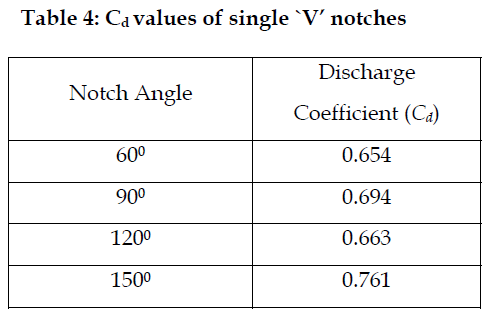 Table 4: Cd values of single `V’ notches
Notch Angle
Discharge
Coefficient (Cd)
60⁰ 0.654
90⁰ 0.694
120⁰ 0.663
150⁰ 0.761